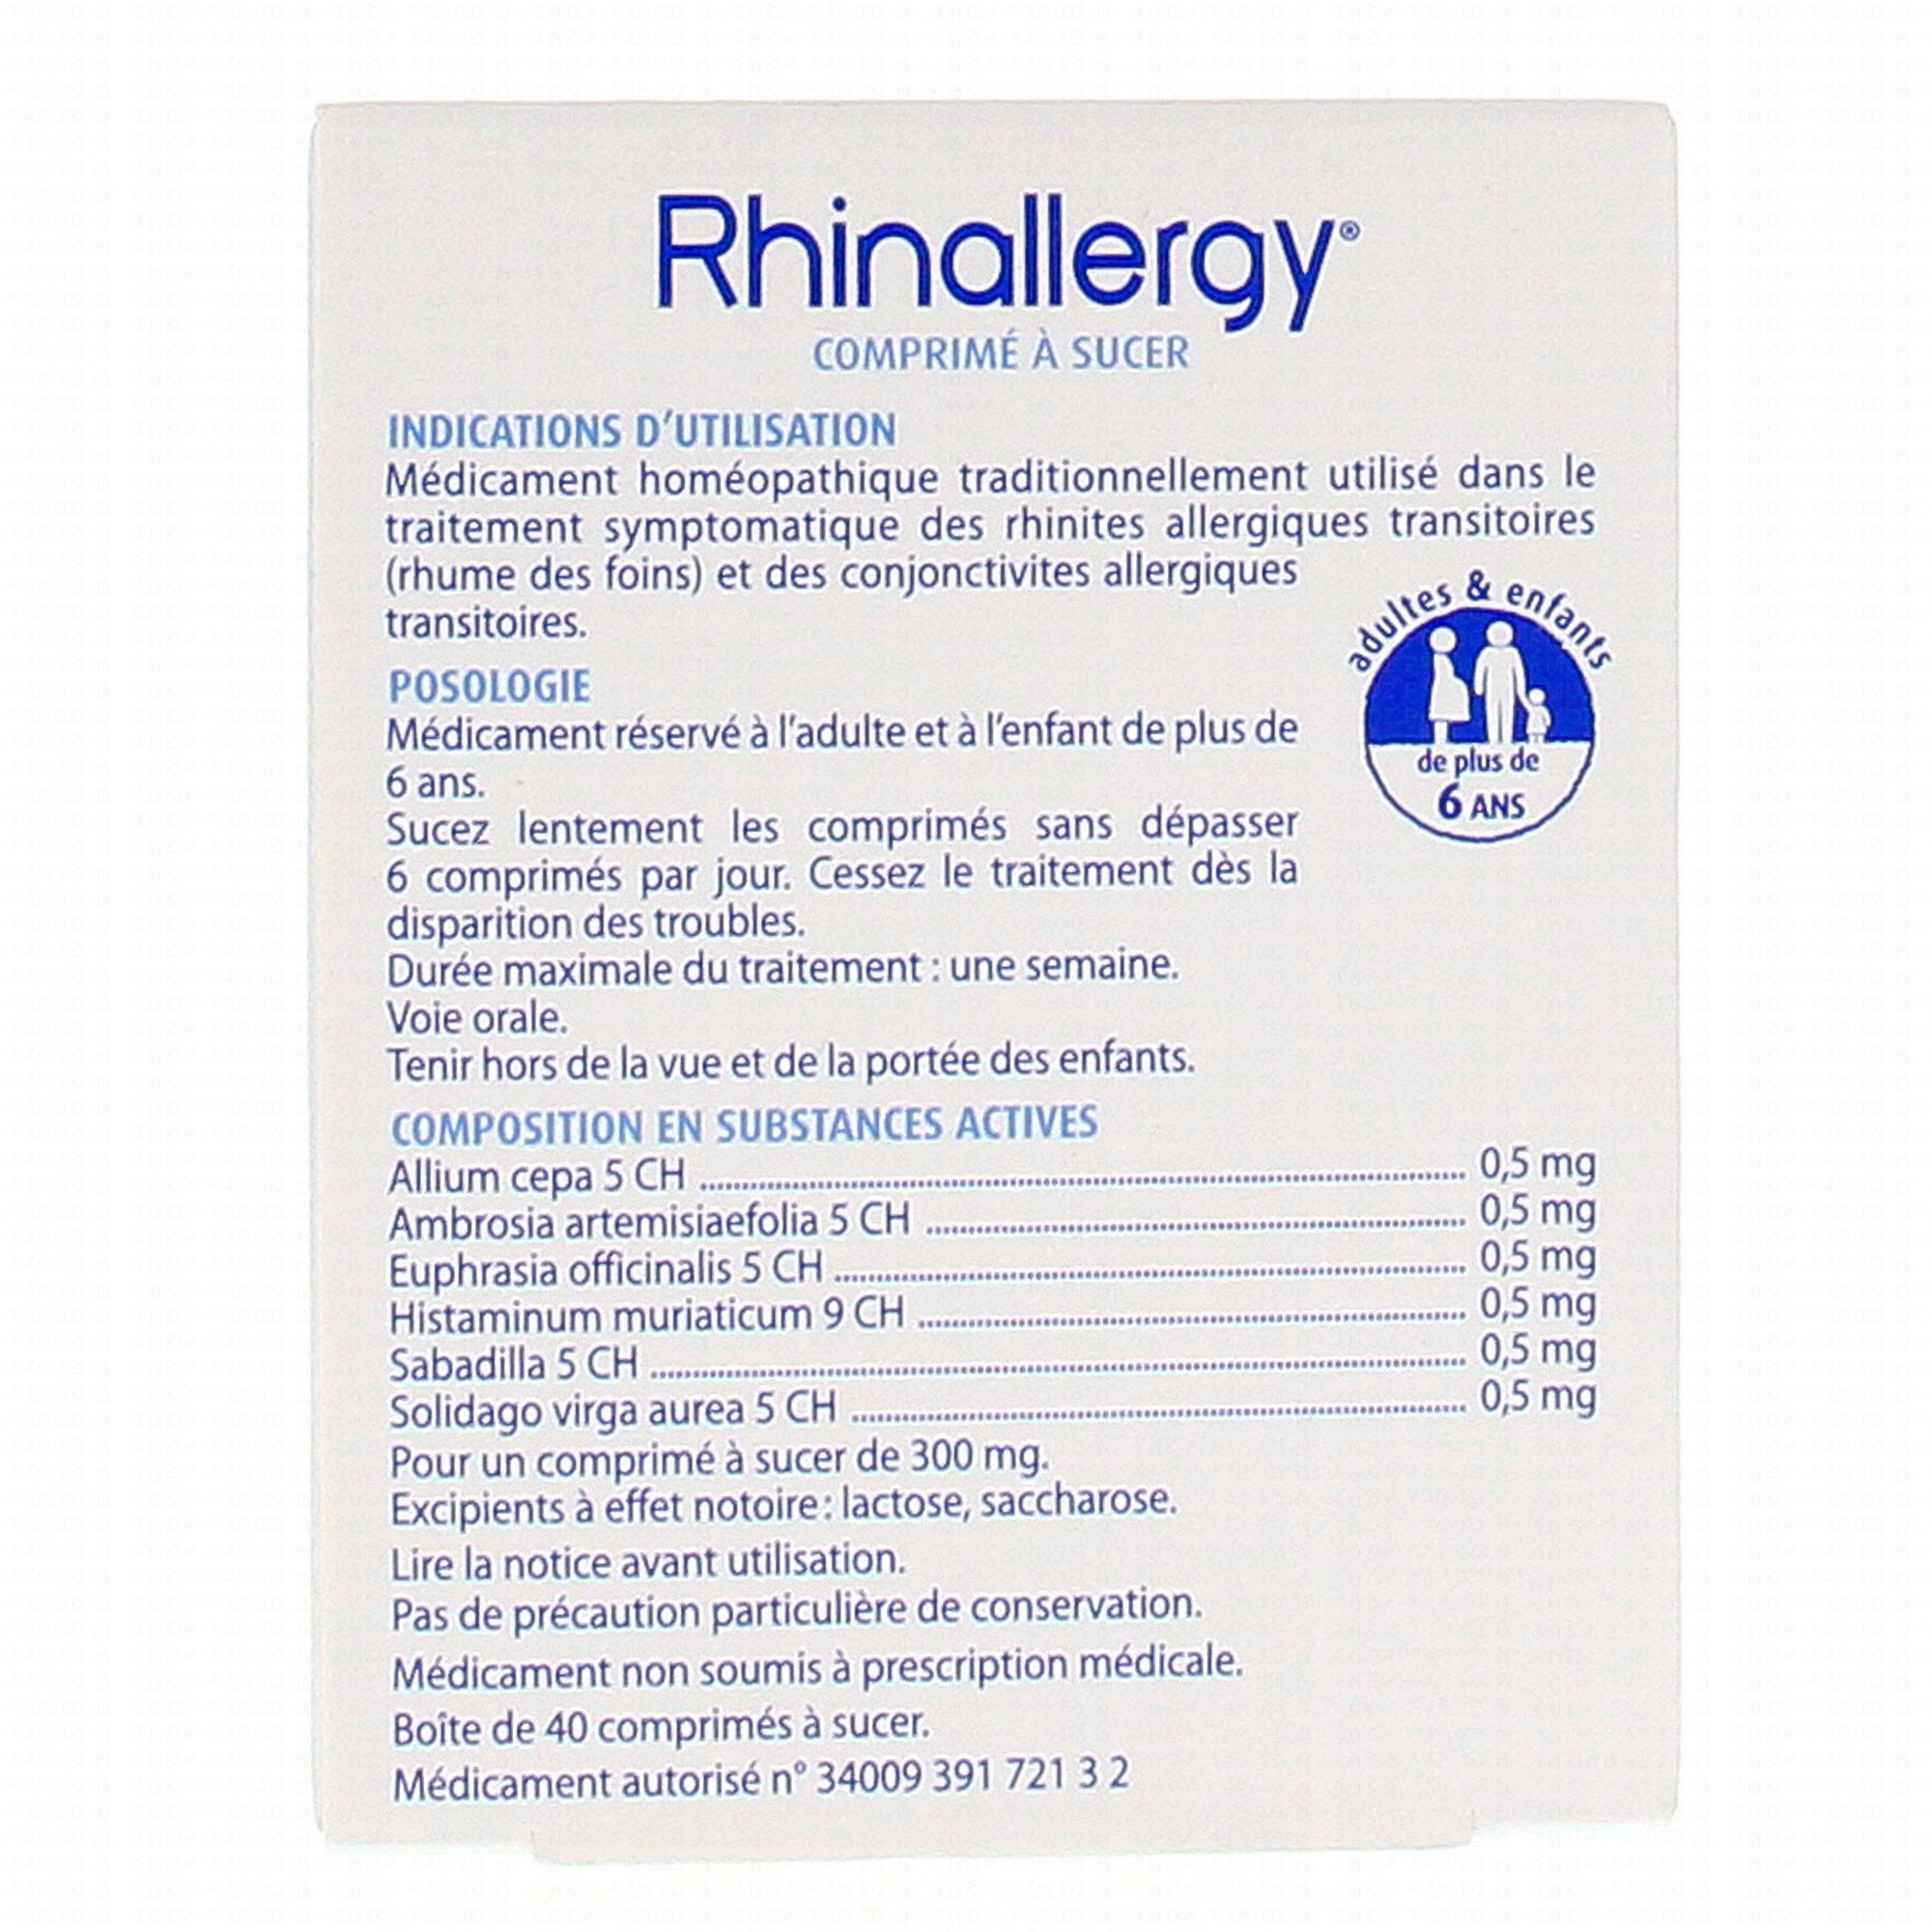 Rhinallergy®
COMPRIMÉ À SUCER
INDICATIONS D'UTILISATION
Médicament homéopathique traditionnellement utilisé dans le
traitement symptomatique des rhinites allergiques transitoires
(rhume des foins) et des conjonctivites allergiques
transitoires.
adultes & enfants
de plus de
6 ANS
POSOLOGIE
Médicament réservé à l'adulte et à l'enfant de plus de
6 ans.
Sucez lentement les comprimés sans dépasser
6 comprimés par jour. Cessez le traitement dès la
disparition des troubles.
Durée maximale du traitement : une semaine.
Voie orale.
Tenir hors de la vue et de la portée des enfants.
COMPOSITION EN SUBSTANCES ACTIVES
Allium cepa 5 CH ........ 0,5 mg
Ambrosia artemisiaefolia 5 CH ........ 0,5 mg
Euphrasia officinalis 5 CH ........ 0,5 mg
Histaminum muriaticum 9 CH ........ 0,5 mg
Sabadilla 5 CH ........ 0,5 mg
Solidago virga aurea 5 CH ........ 0,5 mg
Pour un comprimé à sucer de 300 mg.
Excipients à effet notoire : lactose, saccharose.
Lire la notice avant utilisation.
Pas de précaution particulière de conservation.
Médicament non soumis à prescription médicale.
Boîte de 40 comprimés à sucer.
Médicament autorisé n° 34009 391 721 3 2